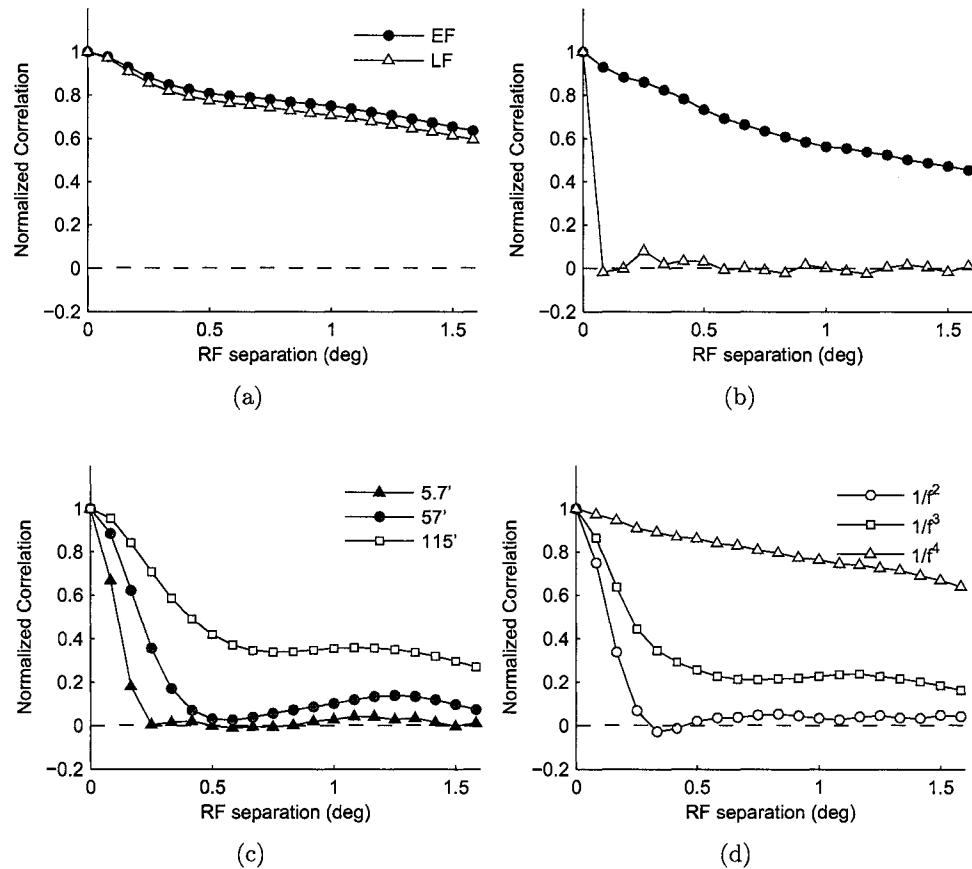 EF
LF
1
0.8
0.6
0.4
0.2
0
−0.2
Normalized Correlation
0 0.5 1 1.5
RF separation (deg)
(a)
1
0.8
0.6
0.4
0.2
0
−0.2
Normalized Correlation
0 0.5 1 1.5
RF separation (deg)
(b)
5.7'
57'
115'
1
0.8
0.6
0.4
0.2
0
−0.2
Normalized Correlation
0 0.5 1 1.5
RF separation (deg)
(c)
1/f²
1/f³
1/f⁴
1
0.8
0.6
0.4
0.2
0
−0.2
Normalized Correlation
0 0.5 1 1.5
RF separation (deg)
(d)